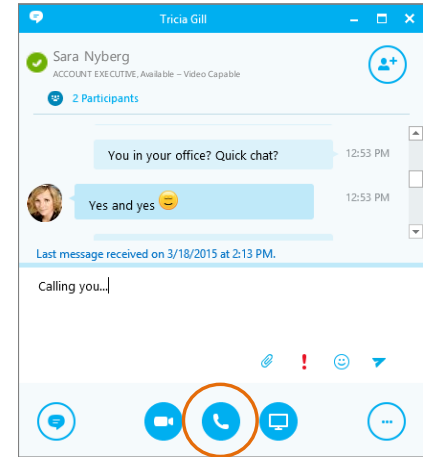 Tricia Gill
Sara Nyberg
ACCOUNT EXECUTIVE, Available – Video Capable
2 Participants
You in your office? Quick chat?
12:53 PM
Yes and yes
12:53 PM
Last message received on 3/18/2015 at 2:13 PM.
Calling you...